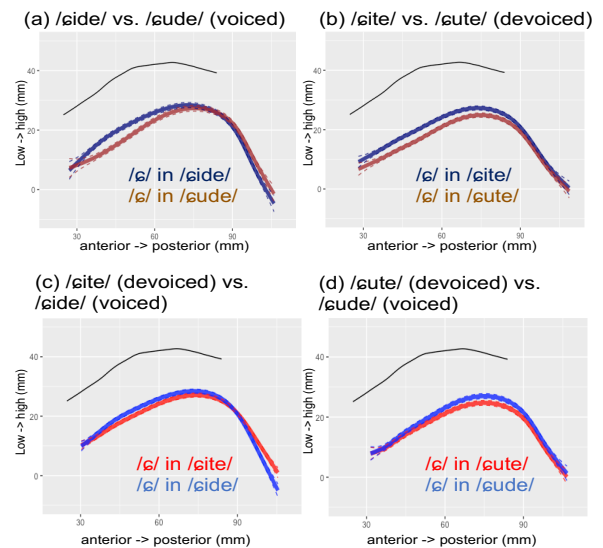 (a) /ɕide/ vs. /ɕude/ (voiced)
Low -> high (mm)
40
20
0
/ɕ/ in /ɕide/
/ɕ/ in /ɕude/
30 60 90
anterior -> posterior (mm)
(b) /ɕite/ vs. /ɕute/ (devoiced)
Low -> high (mm)
40
20
0
/ɕ/ in /ɕite/
/ɕ/ in /ɕute/
30 60 90
anterior -> posterior (mm)
(c) /ɕite/ (devoiced) vs.
/ɕide/ (voiced)
Low -> high (mm)
40
20
0
/ɕ/ in /ɕite/
/ɕ/ in /ɕide/
30 60 90
anterior -> posterior (mm)
(d) /ɕute/ (devoiced) vs.
/ɕude/ (voiced)
Low -> high (mm)
40
20
0
/ɕ/ in /ɕute/
/ɕ/ in /ɕude/
30 60 90
anterior -> posterior (mm)